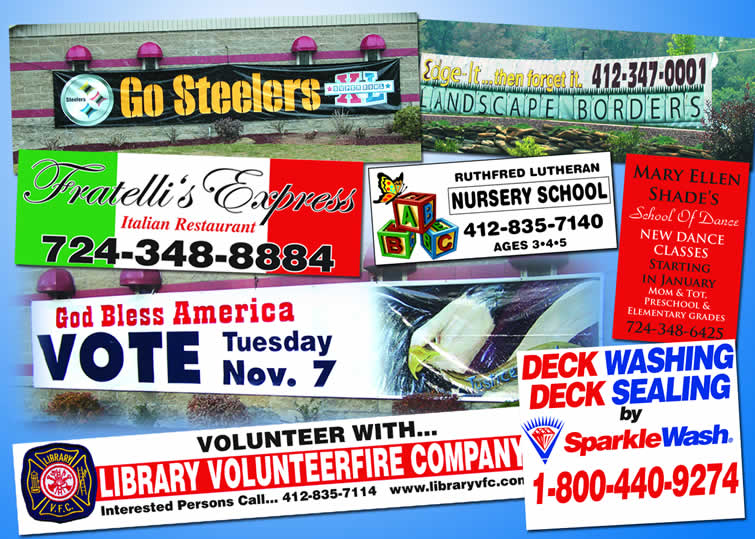 Steelers
Go Steelers
XL
SUPER BOWL
Edge-It...then forget it. 412-347-0001
LANDSCAPE BORDERS
Fratelli's Express
Italian Restaurant
724-348-8884
RUTHFRED LUTHERAN
NURSERY SCHOOL
412-835-7140
AGES 3•4•5
A B
B C
MARY ELLEN
SHADE'S
School Of Dance
NEW DANCE
CLASSES
STARTING
IN JANUARY
MOM & TOT,
PRESCHOOL &
ELEMENTARY GRADES
724-348-6425
God Bless America
VOTE Tuesday
Nov. 7
Justice
DECK WASHING
DECK SEALING
by
SparkleWash®
1-800-440-9274
LIBRARY
V.F.C.
VOLUNTEER WITH...
LIBRARY VOLUNTEERFIRE COMPANY
Interested Persons Call... 412-835-7114 www.libraryvfc.com